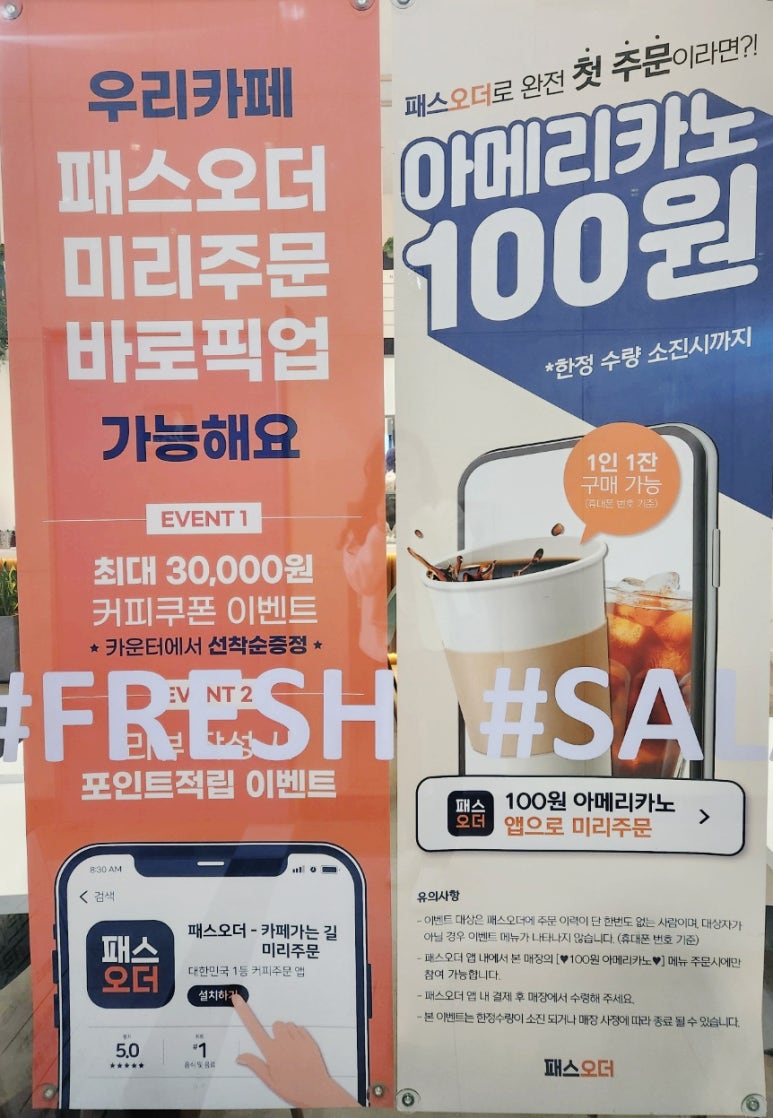 우리카페
패스오더
미리주문
바로픽업
가능해요
EVENT 1
최대 30,000원
커피쿠폰 이벤트
★ 카운터에서 선착순증정 ★
EVENT 2
리뷰 작성 시
포인트적립 이벤트
#FRESH
8:30 AM
검색
패스
오더
패스오더 - 카페가는 길
미리주문
대한민국 1등 커피주문 앱
설치하기
5.0
★★★★★
#1
음식 및 음료
패스오더로 완전 첫 주문이라면?!
아메리카노
100원
*한정 수량 소진시까지
1인 1잔
구매 가능
(휴대폰 번호 기준)
#SAL
패스
오더
100원 아메리카노
앱으로 미리주문
유의사항
- 이벤트 대상은 패스오더에 주문 이력이 단 한번도 없는 사람이며, 대상자가
아닐 경우 이벤트 메뉴가 나타나지 않습니다. (휴대폰 번호 기준)
- 패스오더 앱 내에서 본 매장의 [♥100원 아메리카노♥] 메뉴 주문시에만
참여 가능합니다.
- 패스오더 앱 내 결제 후 매장에서 수령해 주세요.
- 본 이벤트는 한정수량이 소진 되거나 매장 사정에 따라 종료 될 수 있습니다.
패스오더